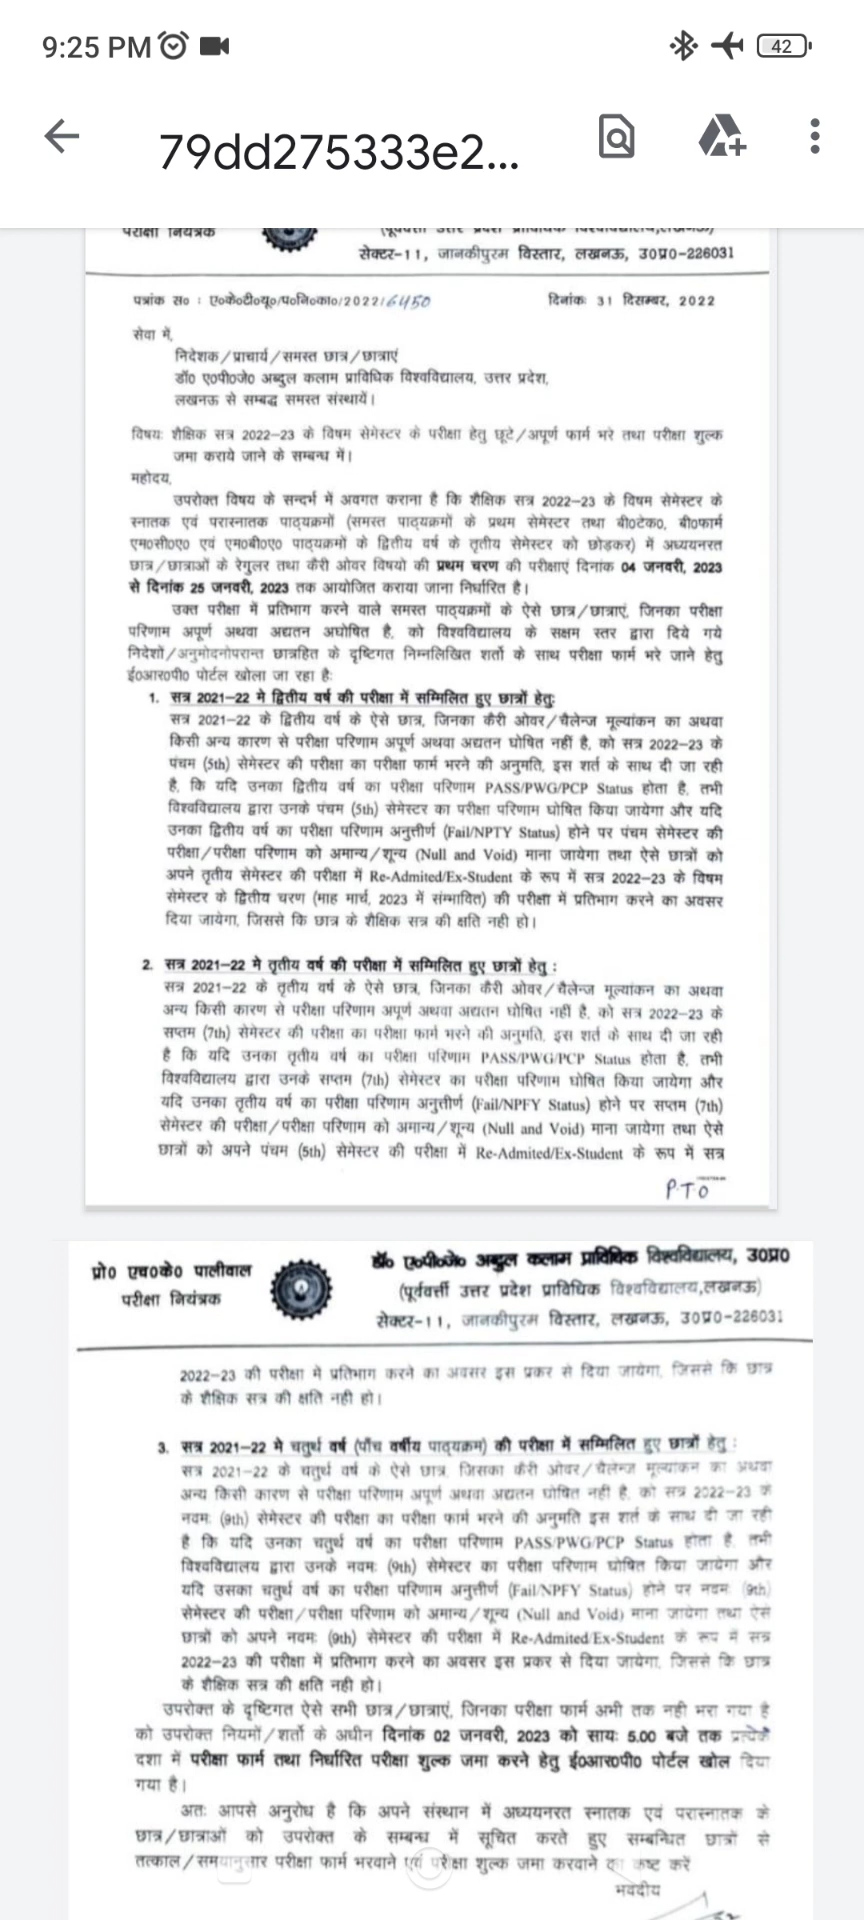 9:25 PM
42
79dd275333e2...
परीक्षा नियंत्रक
सेक्टर-11, जानकीपुरम विस्तार, लखनऊ, उ0प्र0-226031
पत्रांक स0 : ए0के0टी0यू0/प0नि0का0/2022/6450 दिनांकः 31 दिसम्बर, 2022
सेवा में,
निदेशक/प्राचार्य/समस्त छात्र/छात्राएं
डॉ0 ए0पी0जे0 अब्दुल कलाम प्राविधिक विश्वविद्यालय, उत्तर प्रदेश,
लखनऊ से सम्बद्ध समस्त संस्थायें।
विषयः शैक्षिक सत्र 2022-23 के विषम सेमेस्टर के परीक्षा हेतु छूटे/अपूर्ण फार्म भरे तथा परीक्षा शुल्क
जमा कराये जाने के सम्बन्ध में।
महोदय,
उपरोक्त विषय के सन्दर्भ में अवगत कराना है कि शैक्षिक सत्र 2022-23 के विषम सेमेस्टर के
स्नातक एवं परास्नातक पाठ्यक्रमों (समस्त पाठ्यक्रमों के प्रथम सेमेस्टर तथा बी0टेक0, बी0फार्म
एम0सी0ए0 एवं एम0बी0ए0 पाठ्यक्रमों के द्वितीय वर्ष के तृतीय सेमेस्टर को छोड़कर) में अध्ययनरत
छात्र/छात्राओं के रेगुलर तथा कैरी ओवर विषयो की प्रथम चरण की परीक्षाएं दिनांक 04 जनवरी, 2023
से दिनांक 25 जनवरी, 2023 तक आयोजित कराया जाना निर्धारित है।
उक्त परीक्षा में प्रतिभाग करने वाले समस्त पाठ्यक्रमों के ऐसे छात्र/छात्राएं, जिनका परीक्षा
परिणाम अपूर्ण अथवा अद्यतन अघोषित है, को विश्वविद्यालय के सक्षम स्तर द्वारा दिये गये
निदेशों/अनुमोदनोपरान्त छात्रहित के दृष्टिगत निम्नलिखित शर्तो के साथ परीक्षा फार्म भरे जाने हेतु
ई0आर0पी0 पोर्टल खोला जा रहा हैः
1. सत्र 2021-22 मे द्वितीय वर्ष की परीक्षा में सम्मिलित हुए छात्रों हेतुः
सत्र 2021-22 के द्वितीय वर्ष के ऐसे छात्र, जिनका कैरी ओवर/चैलेन्ज मूल्यांकन का अथवा
किसी अन्य कारण से परीक्षा परिणाम अपूर्ण अथवा अद्यतन घोषित नहीं है, को सत्र 2022-23 के
पंचम (5th) सेमेस्टर की परीक्षा का परीक्षा फार्म भरने की अनुमति, इस शर्त के साथ दी जा रही
है, कि यदि उनका द्वितीय वर्ष का परीक्षा परिणाम PASS/PWG/PCP Status होता है, तभी
विश्वविद्यालय द्वारा उनके पंचम (5th) सेमेस्टर का परीक्षा परिणाम घोषित किया जायेगा और यदि
उनका द्वितीय वर्ष का परीक्षा परिणाम अनुत्तीर्ण (Fail/NPTY Status) होने पर पंचम सेमेस्टर की
परीक्षा/परीक्षा परिणाम को अमान्य/शून्य (Null and Void) माना जायेगा तथा ऐसे छात्रों को
अपने तृतीय सेमेस्टर की परीक्षा में Re-Admited/Ex-Student के रूप में सत्र 2022-23 के विषम
सेमेस्टर के द्वितीय चरण (माह मार्च, 2023 में संम्भावित) की परीक्षा में प्रतिभाग करने का अवसर
दिया जायेगा, जिससे कि छात्र के शैक्षिक सत्र की क्षति नही हो।
2. सत्र 2021-22 मे तृतीय वर्ष की परीक्षा में सम्मिलित हुए छात्रों हेतु :
सत्र 2021-22 के तृतीय वर्ष के ऐसे छात्र, जिनका कैरी ओवर/चैलेन्ज मूल्यांकन का अथवा
अन्य किसी कारण से परीक्षा परिणाम अपूर्ण अथवा अद्यतन घोषित नहीं है, को सत्र 2022-23 के
सप्तम (7th) सेमेस्टर की परीक्षा का परीक्षा फार्म भरने की अनुमति, इस शर्त के साथ दी जा रही
है कि यदि उनका तृतीय वर्ष का परीक्षा परिणाम PASS/PWG/PCP Status होता है, तभी
विश्वविद्यालय द्वारा उनके सप्तम (7th) सेमेस्टर का परीक्षा परिणाम घोषित किया जायेगा और
यदि उनका तृतीय वर्ष का परीक्षा परिणाम अनुत्तीर्ण (Fail/NPFY Status) होने पर सप्तम (7th)
सेमेस्टर की परीक्षा/परीक्षा परिणाम को अमान्य/शून्य (Null and Void) माना जायेगा तथा ऐसे
छात्रों को अपने पंचम (5th) सेमेस्टर की परीक्षा में Re-Admited/Ex-Student के रूप में सत्र
P.T.O
प्रो0 एच0के0 पालीवाल
परीक्षा नियंत्रक
डॉ0 ए0पी0जे0 अब्दुल कलाम प्राविधिक विश्वविद्यालय, उ0प्र0
(पूर्ववर्त्ती उत्तर प्रदेश प्राविधिक विश्वविद्यालय,लखनऊ)
सेक्टर-11, जानकीपुरम विस्तार, लखनऊ, उ0प्र0-226031
2022-23 की परीक्षा मे प्रतिभाग करने का अवसर इस प्रकर से दिया जायेगा, जिससे कि छात्र
के शैक्षिक सत्र की क्षति नही हो।
3. सत्र 2021-22 मे चतुर्थ वर्ष (पाँच वर्षीय पाठ्यक्रम) की परीक्षा में सम्मिलित हुए छात्रों हेतु :
सत्र 2021-22 के चतुर्थ वर्ष के ऐसे छात्र, जिसका कैरी ओवर/चैलेन्ज मूल्यांकन का अथवा
अन्य किसी कारण से परीक्षा परिणाम अपूर्ण अथवा अद्यतन घोषित नहीं है, को सत्र 2022-23 के
नवमः (9th) सेमेस्टर की परीक्षा का परीक्षा फार्म भरने की अनुमति इस शर्त के साथ दी जा रही
है कि यदि उनका चतुर्थ वर्ष का परीक्षा परिणाम PASS/PWG/PCP Status होता है, तभी
विश्वविद्यालय द्वारा उनके नवमः (9th) सेमेस्टर का परीक्षा परिणाम घोषित किया जायेगा और
यदि उसका चतुर्थ वर्ष का परीक्षा परिणाम अनुत्तीर्ण (Fail/NPFY Status) होने पर नवमः (9th)
सेमेस्टर की परीक्षा/परीक्षा परिणाम को अमान्य/शून्य (Null and Void) माना जायेगा तथा ऐसे
छात्रों को अपने नवमः (9th) सेमेस्टर की परीक्षा में Re-Admited/Ex-Student के रूप में सत्र
2022-23 की परीक्षा में प्रतिभाग करने का अवसर इस प्रकर से दिया जायेगा, जिससे कि छात्र
के शैक्षिक सत्र की क्षति नही हो।
उपरोक्त के दृष्टिगत ऐसे सभी छात्र/छात्राएं, जिनका परीक्षा फार्म अभी तक नही भरा गया है
को उपरोक्त नियमों/शर्तो के अधीन दिनांक 02 जनवरी, 2023 को सायः 5.00 बजे तक प्रत्येक
दशा में परीक्षा फार्म तथा निर्धारित परीक्षा शुल्क जमा करने हेतु ई0आर0पी0 पोर्टल खोल दिया
गया है।
अतः आपसे अनुरोध है कि अपने संस्थान में अध्ययनरत स्नातक एवं परास्नातक के
छात्र/छात्राओं को उपरोक्त के सम्बन्ध में सूचित करते हुए सम्बन्धित छात्रों से
तत्काल/समयानुसार परीक्षा फार्म भरवाने एवं परीक्षा शुल्क जमा करवाने का कष्ट करें
भवदीय